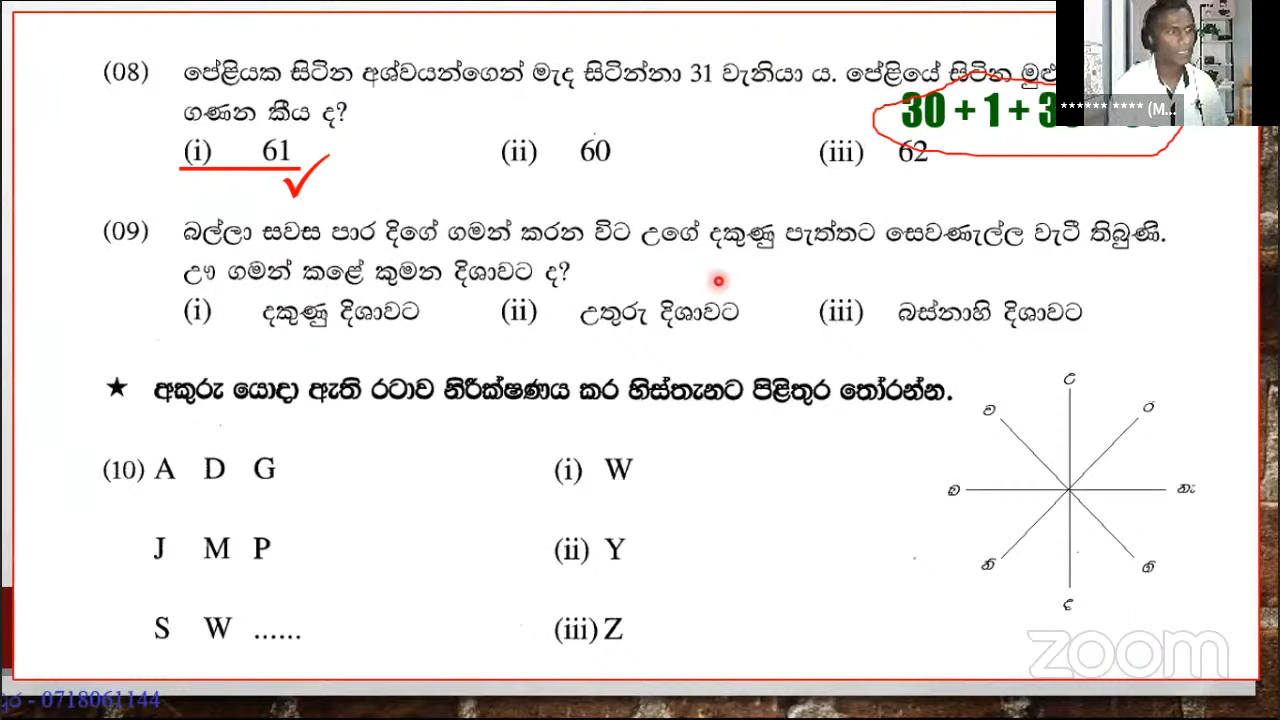 (08) පේළියක සිටින අශ්වයන්ගෙන් මැද සිටින්නා 31 වැනියා ය. පේළියේ සිටින මුළු
ගණන කීය ද?
30 + 1 + 3
(i) 61 (ii) 60 (iii) 62
(09) බල්ලා සවස පාර දිගේ ගමන් කරන විට උගේ දකුණු පැත්තට සෙවණැල්ල වැටී තිබුණි.
ඌ ගමන් කළේ කුමන දිශාවට ද?
(i) දකුණු දිශාවට (ii) උතුරු දිශාවට (iii) බස්නාහි දිශාවට
★ අකුරු යොදා ඇති රටාව නිරීක්ෂණය කර හිස්තැනට පිළිතුර තෝරන්න.
(10) A D G (i) W
J M P (ii) Y
S W ...... (iii) Z
උ
ව
ඊ
බ
නැ
නි
ගි
ද
****** **** (M...
zoom
- 0718061144